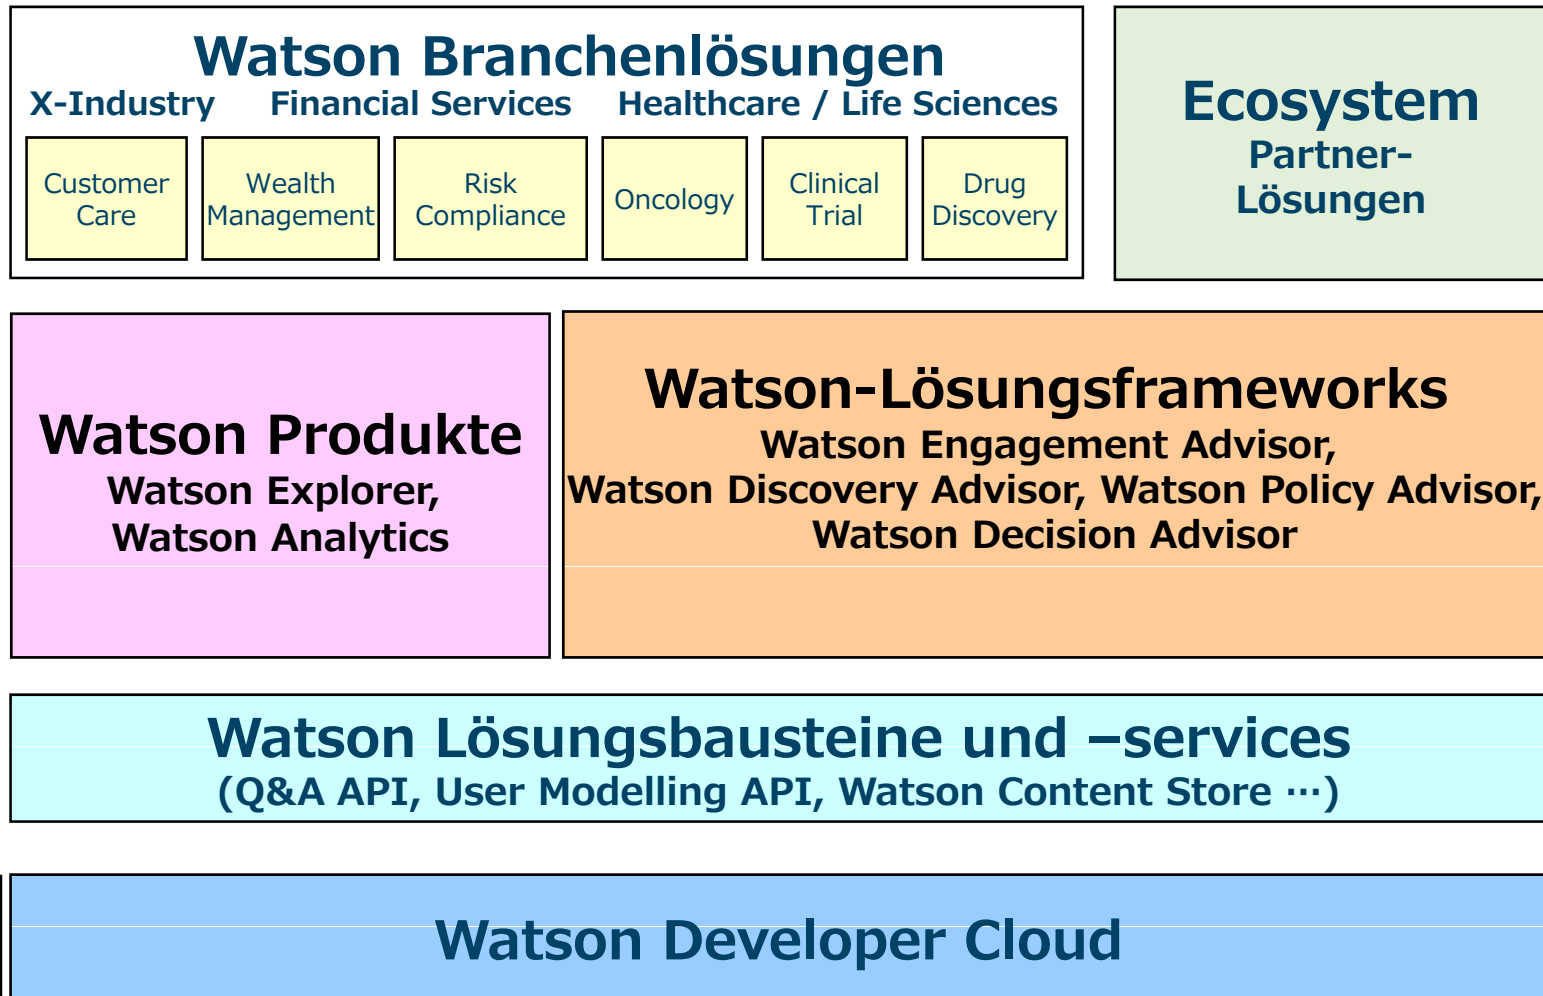 Watson Branchenlösungen
X-Industry Financial Services Healthcare / Life Sciences
Customer
Care
Wealth
Management
Risk
Compliance
Oncology
Clinical
Trial
Drug
Discovery
Ecosystem
Partner-
Lösungen
Watson Produkte
Watson Explorer,
Watson Analytics
Watson-Lösungsframeworks
Watson Engagement Advisor,
Watson Discovery Advisor, Watson Policy Advisor,
Watson Decision Advisor
Watson Lösungsbausteine und –services
(Q&A API, User Modelling API, Watson Content Store ···)
Watson Developer Cloud